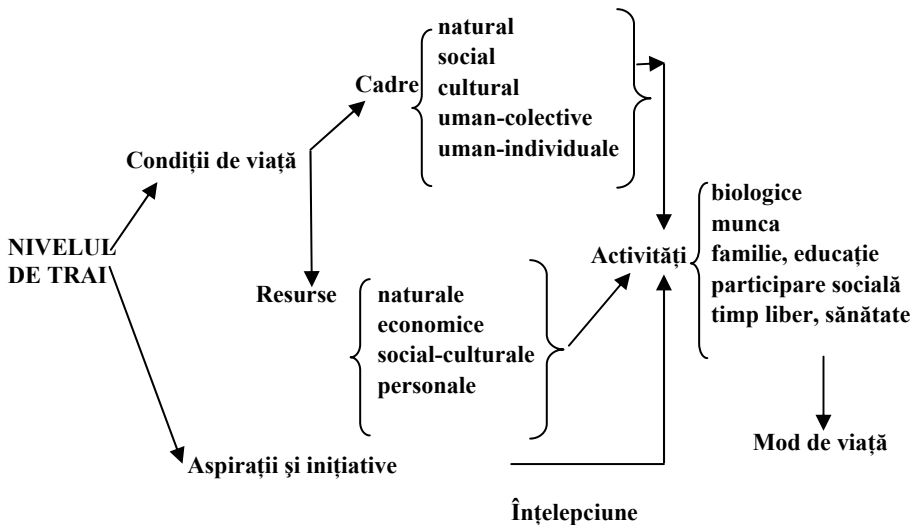 natural
social
Cadre
cultural
uman-colective
uman-individuale
Condiții de viață
NIVELUL
DE TRAI
Resurse
naturale
economice
social-culturale
personale
Activități
biologice
munca
familie, educație
participare socială
timp liber, sănătate
Mod de viață
Aspirații şi inițiative
Înțelepciune